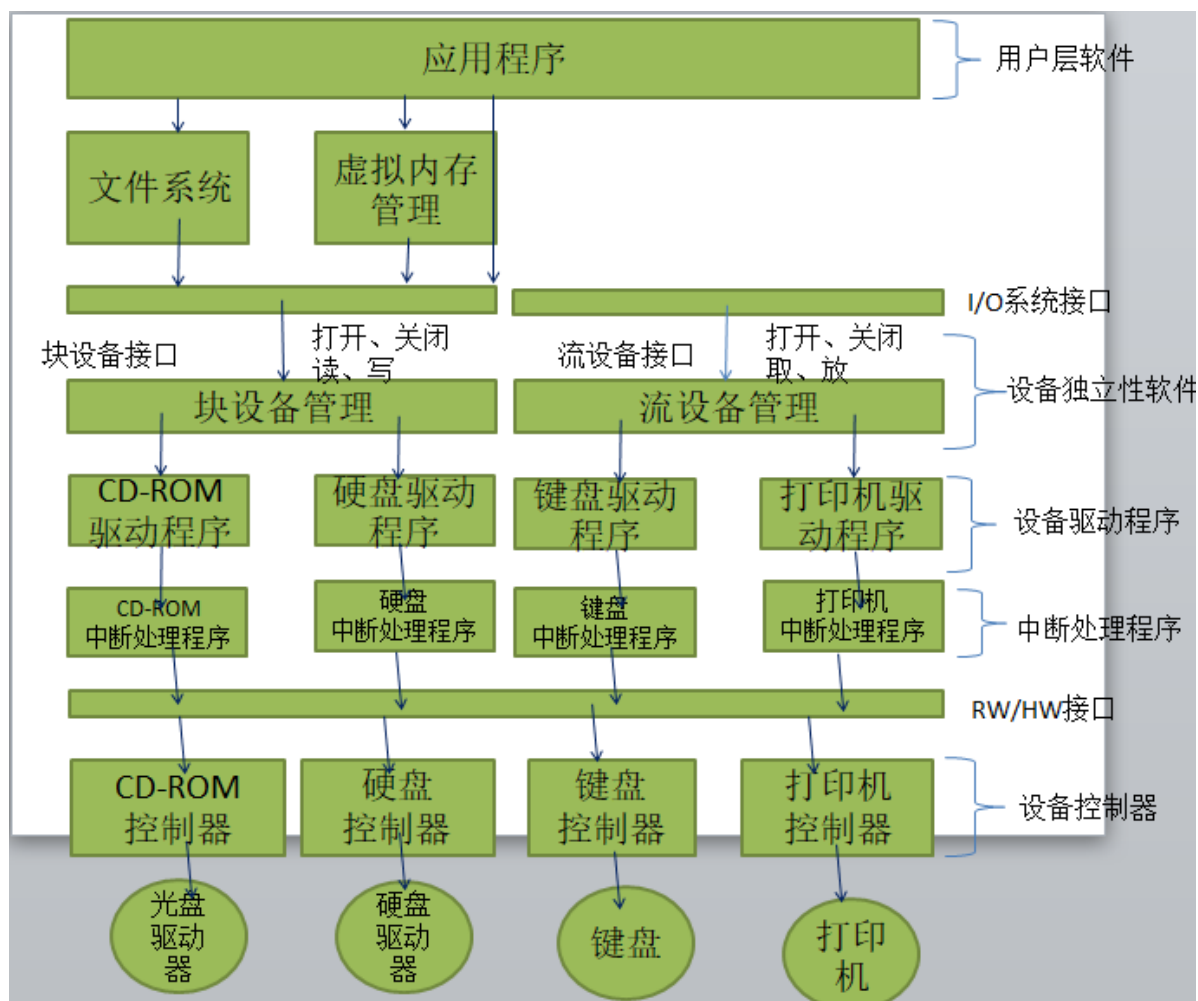 应用程序
用户层软件
文件系统
虚拟内存
管理
I/O系统接口
块设备接口
打开、关闭
读、写
流设备接口
打开、关闭
取、放
块设备管理
流设备管理
设备独立性软件
CD-ROM
驱动程序
硬盘驱动
程序
键盘驱动
程序
打印机驱
动程序
设备驱动程序
CD-ROM
中断处理程序
硬盘
中断处理程序
键盘
中断处理程序
打印机
中断处理程序
中断处理程序
RW/HW接口
CD-ROM
控制器
硬盘
控制器
键盘
控制器
打印机
控制器
设备控制器
光盘
驱动
器
硬盘
驱动
器
键盘
打印
机